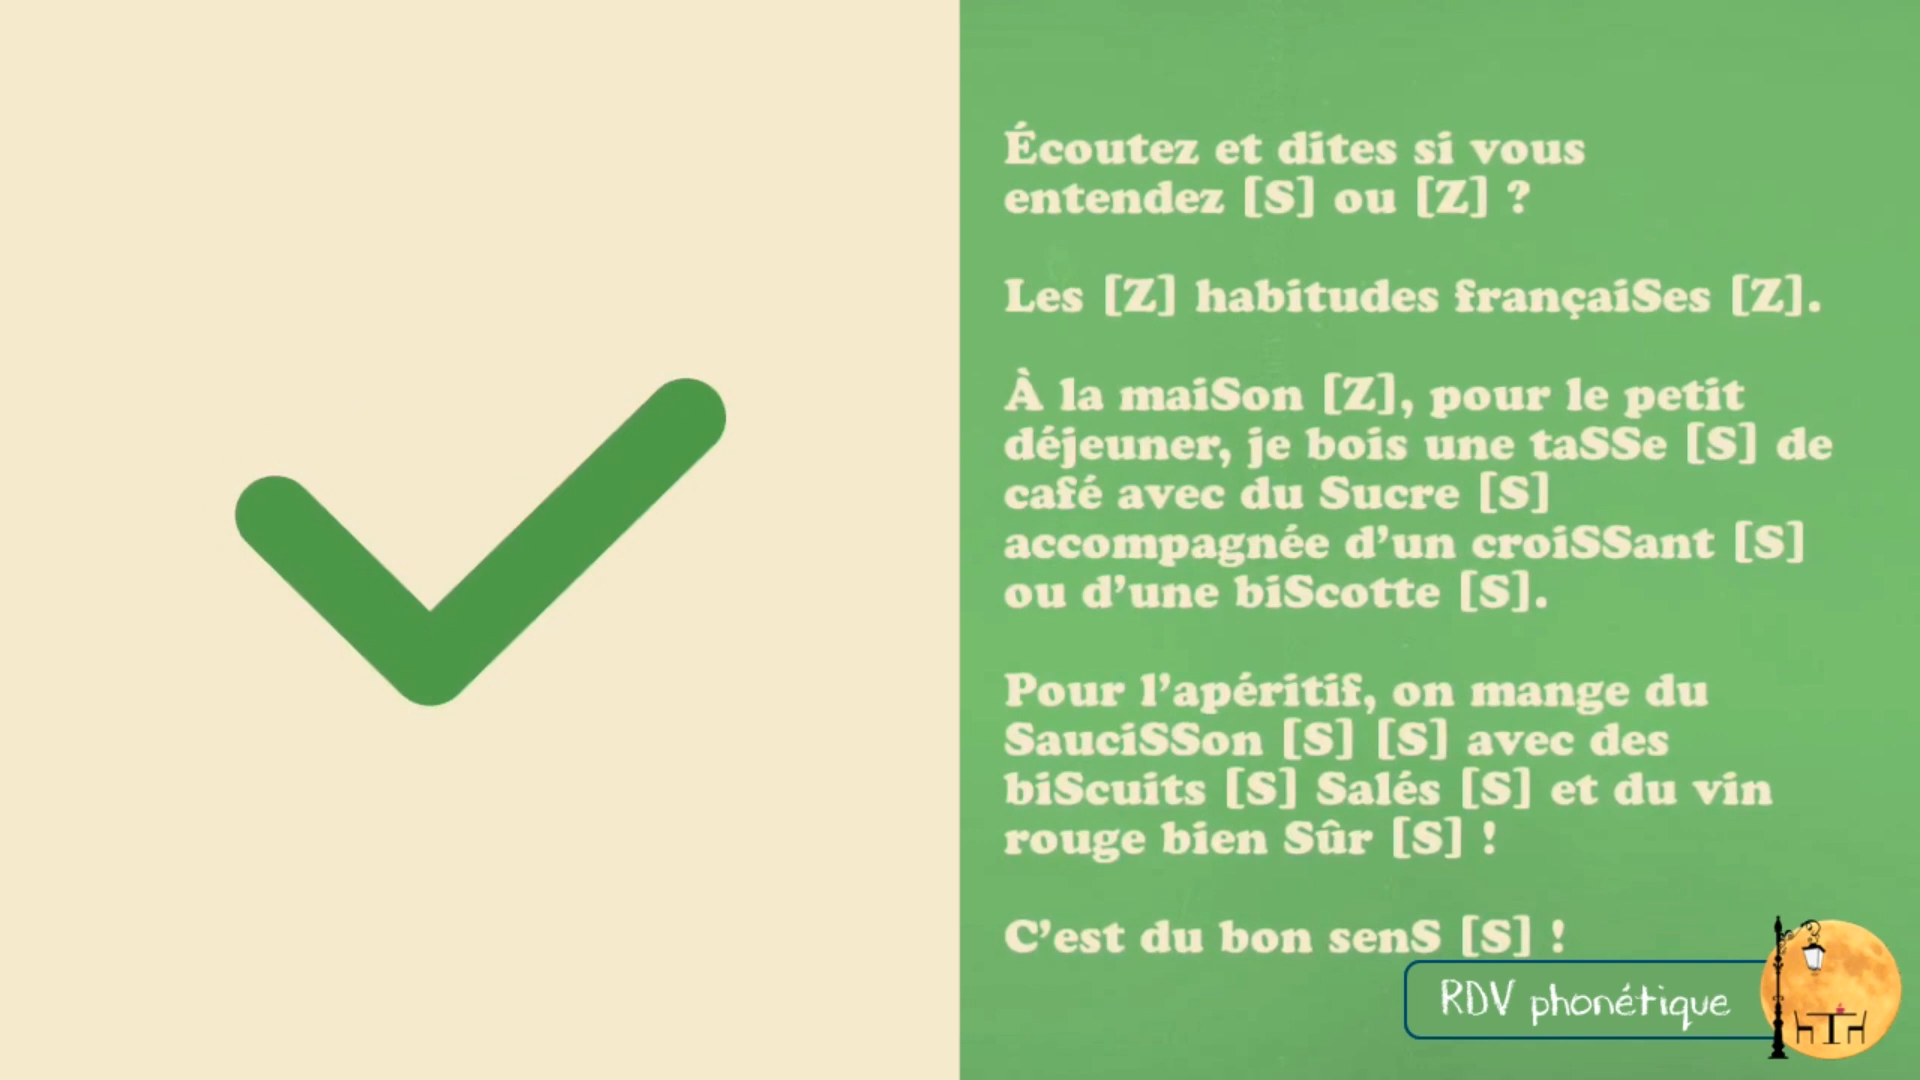 Écoutez et dites si vous
entendez [S] ou [Z] ?
Les [Z] habitudes françaiSes [Z].
À la maiSon [Z], pour le petit
déjeuner, je bois une taSSe [S] de
café avec du Sucre [S]
accompagnée d’un croiSSant [S]
ou d’une biScotte [S].
Pour l’apéritif, on mange du
SauciSSon [S] [S] avec des
biScuits [S] Salés [S] et du vin
rouge bien Sûr [S] !
C’est du bon senS [S] !
RDV phonétique